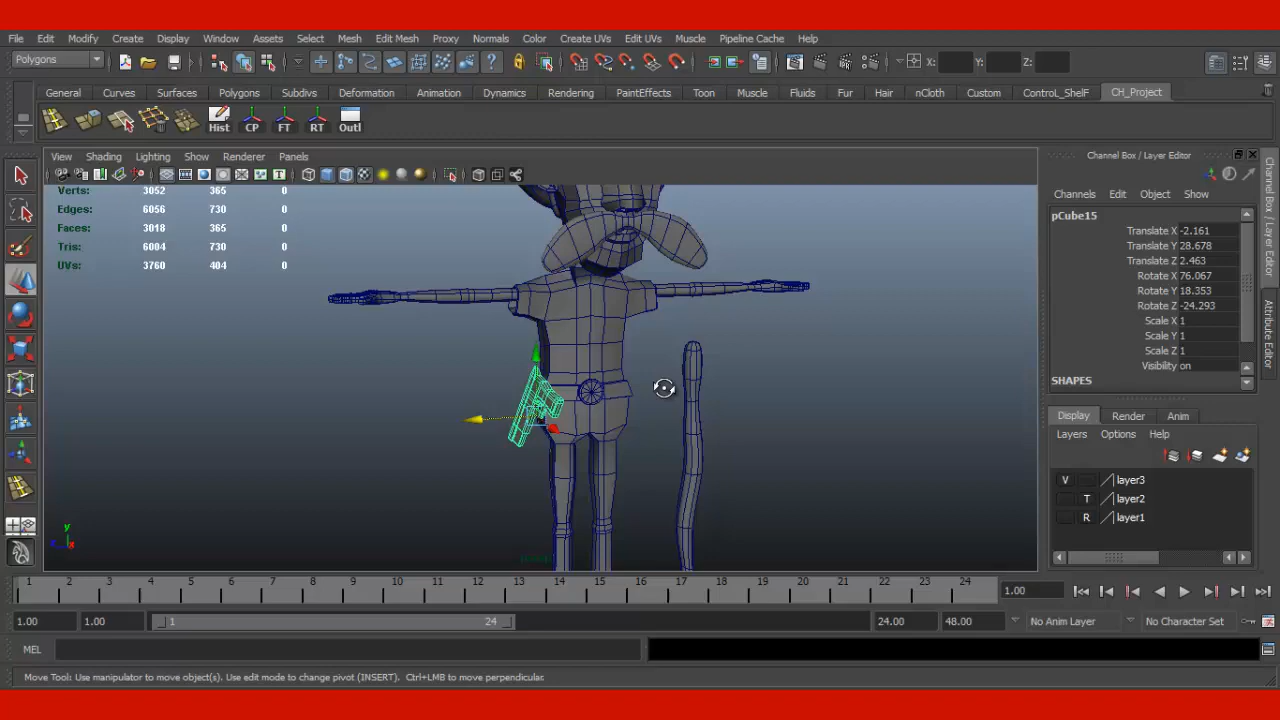 File Edit Modify Create Display Window Assets Select Mesh Edit Mesh Proxy Normals Color Create UVs Edit UVs Muscle Pipeline Cache Help
Polygons X: Y: Z:
General Curves Surfaces Polygons Subdivs Deformation Animation Dynamics Rendering PaintEffects Toon Muscle Fluids Fur Hair nCloth Custom ControL_ShelF CH_Project
Hist CP FT RT Outl
View Shading Lighting Show Renderer Panels
Verts: 3052 365 0
Edges: 6056 730 0
Faces: 3018 365 0
Tris: 6004 730 0
UVs: 3760 404 0
y
x
Channel Box / Layer Editor
Channels Edit Object Show
pCube15
Translate X -2.161
Translate Y 28.678
Translate Z 2.463
Rotate X 76.067
Rotate Y 18.353
Rotate Z -24.293
Scale X 1
Scale Y 1
Scale Z 1
Visibility on
SHAPES
Display Render Anim
Layers Options Help
V layer3
T layer2
R layer1
Channel Box / Layer Editor
Attribute Editor
1 2 3 4 5 6 7 8 9 10 11 12 13 14 15 16 17 18 19 20 21 22 23 24 1.00
1.00 1.00 1 24 24.00 48.00 No Anim Layer No Character Set
MEL
Move Tool: Use manipulator to move object(s). Use edit mode to change pivot (INSERT). Ctrl+LMB to move perpendicular.